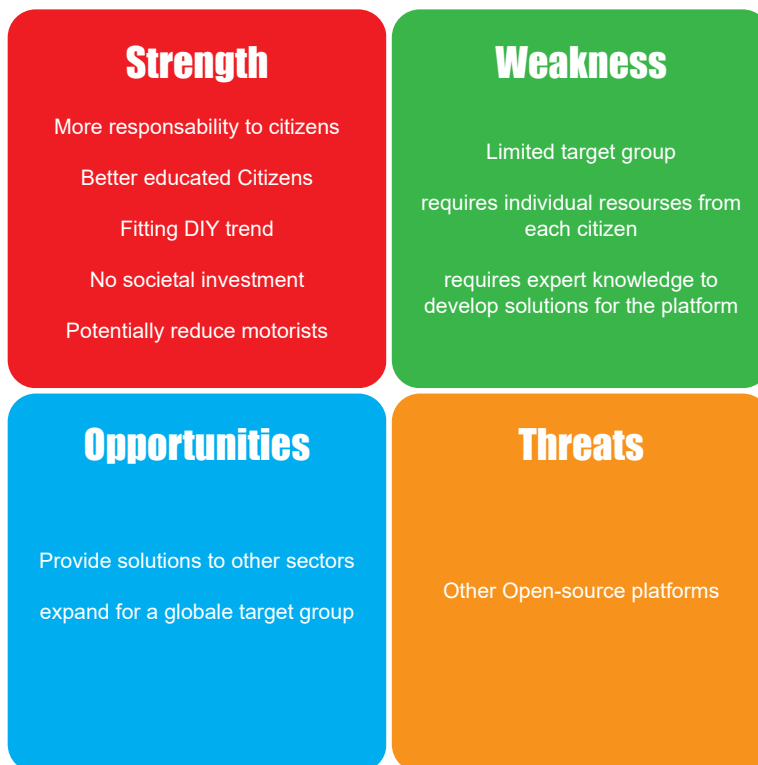 Strength
More responsability to citizens
Better educated Citizens
Fitting DIY trend
No societal investment
Potentially reduce motorists
Weakness
Limited target group
requires individual resourses from
each citizen
requires expert knowledge to
develop solutions for the platform
Opportunities
Provide solutions to other sectors
expand for a globale target group
Threats
Other Open-source platforms